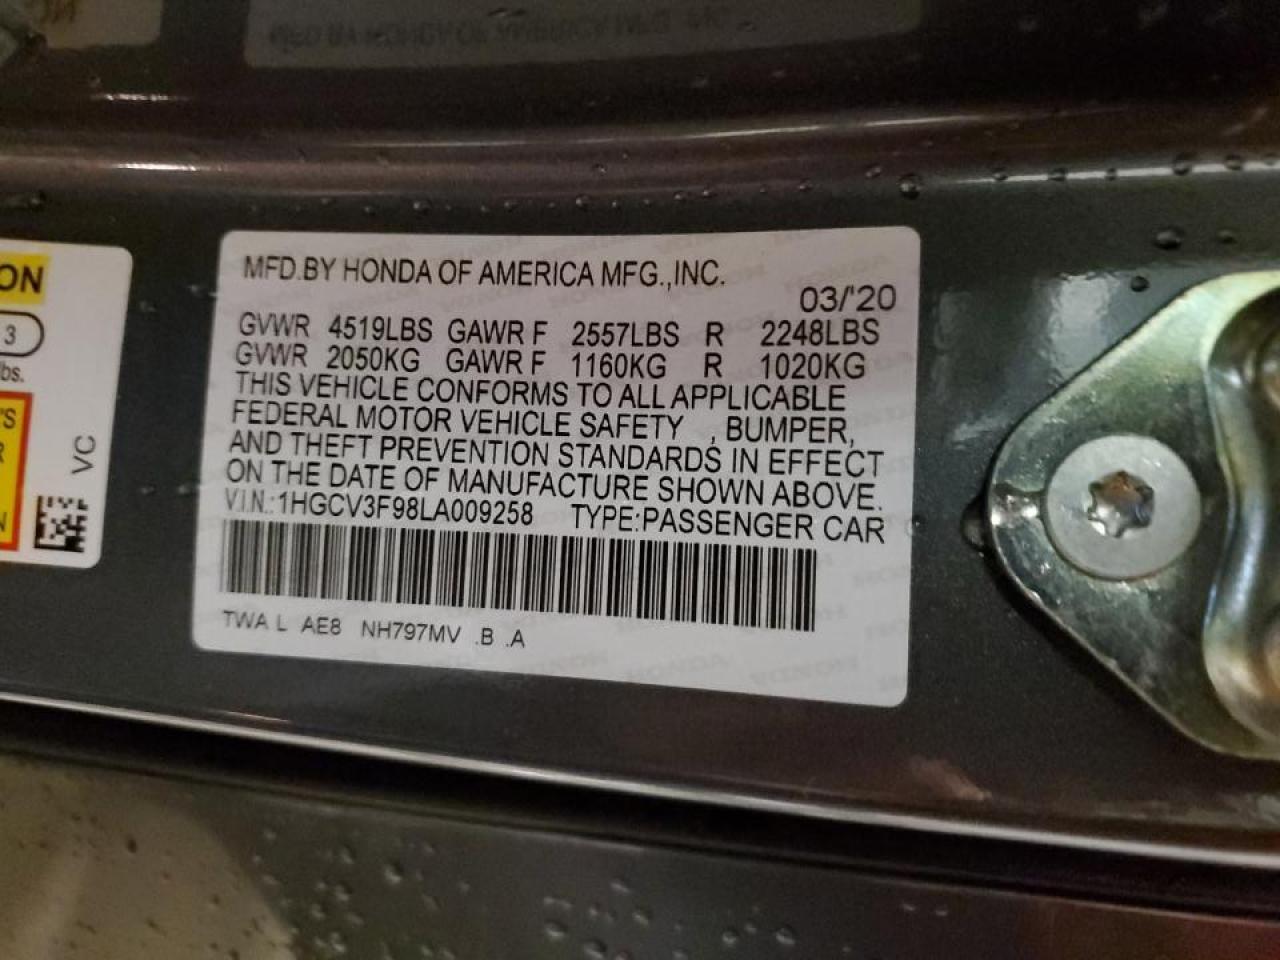 MFD.BY HONDA OF AMERICA MFG.,INC.
03/'20
GVWR 4519LBS GAWR F 2557LBS R 2248LBS
GVWR 2050KG GAWR F 1160KG R 1020KG
THIS VEHICLE CONFORMS TO ALL APPLICABLE
FEDERAL MOTOR VEHICLE SAFETY , BUMPER,
AND THEFT PREVENTION STANDARDS IN EFFECT
ON THE DATE OF MANUFACTURE SHOWN ABOVE.
V.I.N.:1HGCV3F98LA009258 TYPE:PASSENGER CAR
TWA L AE8 NH797MV .B .A
ON
3
lbs.
'S
R
N
VC